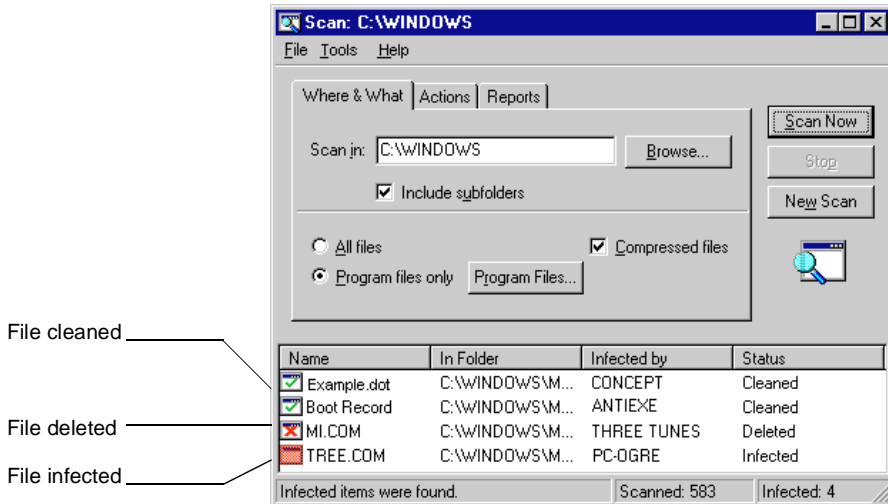 Scan: C:\WINDOWS
File Tools Help
Where & What Actions Reports
Scan in: C:\WINDOWS Browse...
Include subfolders
All files
Program files only Program Files...
Compressed files
Scan Now
Stop
New Scan
Name In Folder Infected by Status
Example.dot C:\WINDOWS\M... CONCEPT Cleaned
Boot Record C:\WINDOWS\M... ANTIEXE Cleaned
MI.COM C:\WINDOWS\M... THREE TUNES Deleted
TREE.COM C:\WINDOWS\M... PC-OGRE Infected
Infected items were found. Scanned: 583 Infected: 4
File cleaned
File deleted
File infected